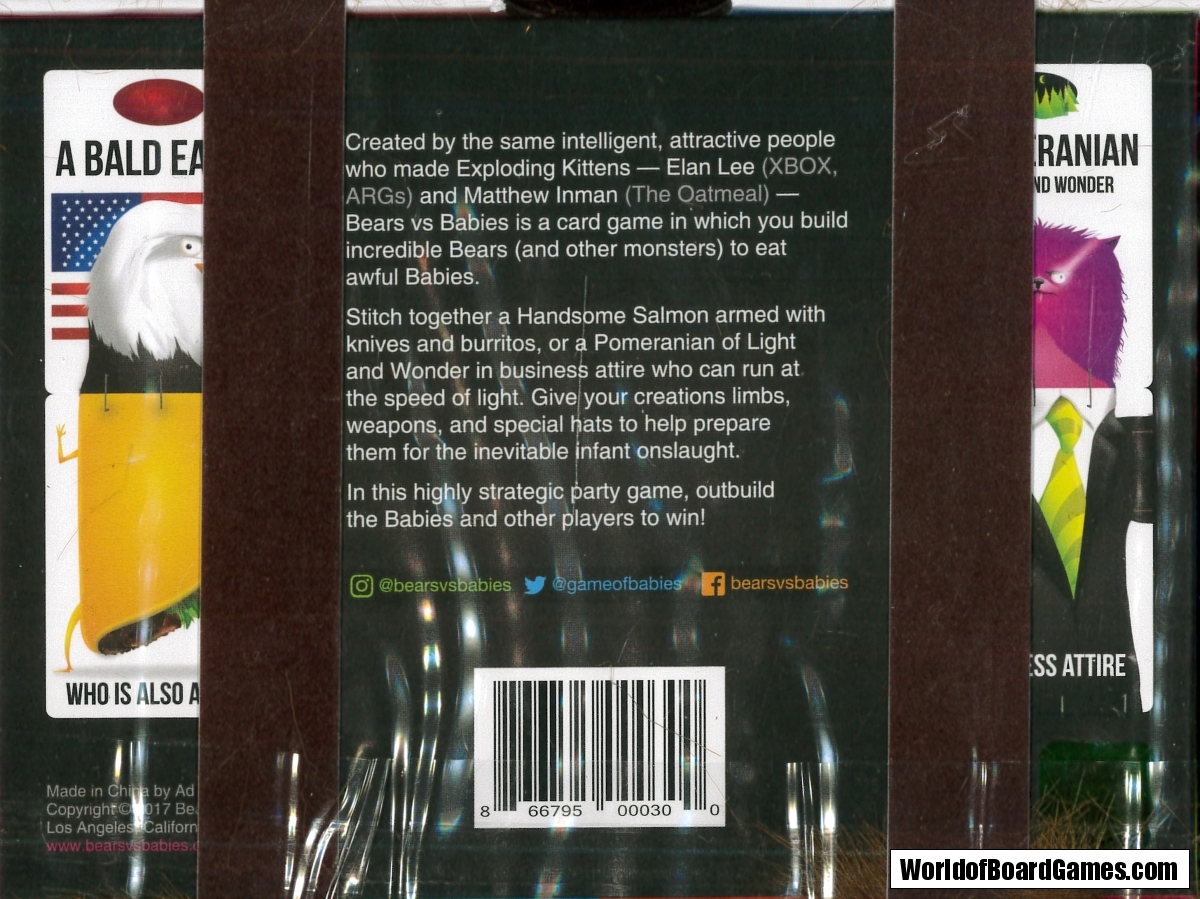 A BALD EA
Created by the same intelligent, attractive people
who made Exploding Kittens — Elan Lee (XBOX,
ARGs) and Matthew Inman (The Oatmeal) —
Bears vs Babies is a card game in which you build
incredible Bears (and other monsters) to eat
awful Babies.
Stitch together a Handsome Salmon armed with
knives and burritos, or a Pomeranian of Light
and Wonder in business attire who can run at
the speed of light. Give your creations limbs,
weapons, and special hats to help prepare
them for the inevitable infant onslaught.
In this highly strategic party game, outbuild
the Babies and other players to win!
@bearsvsbabies @gameofbabies bearsvsbabies
ERANIAN
ND WONDER
ESS ATTIRE
WHO IS ALSO A
Made in China by Ad
Copyright © 2017 Bea
Los Angeles, Californ
www.bearsvsbabies.c
8 66795 00030 0
WorldofBoardGames.com